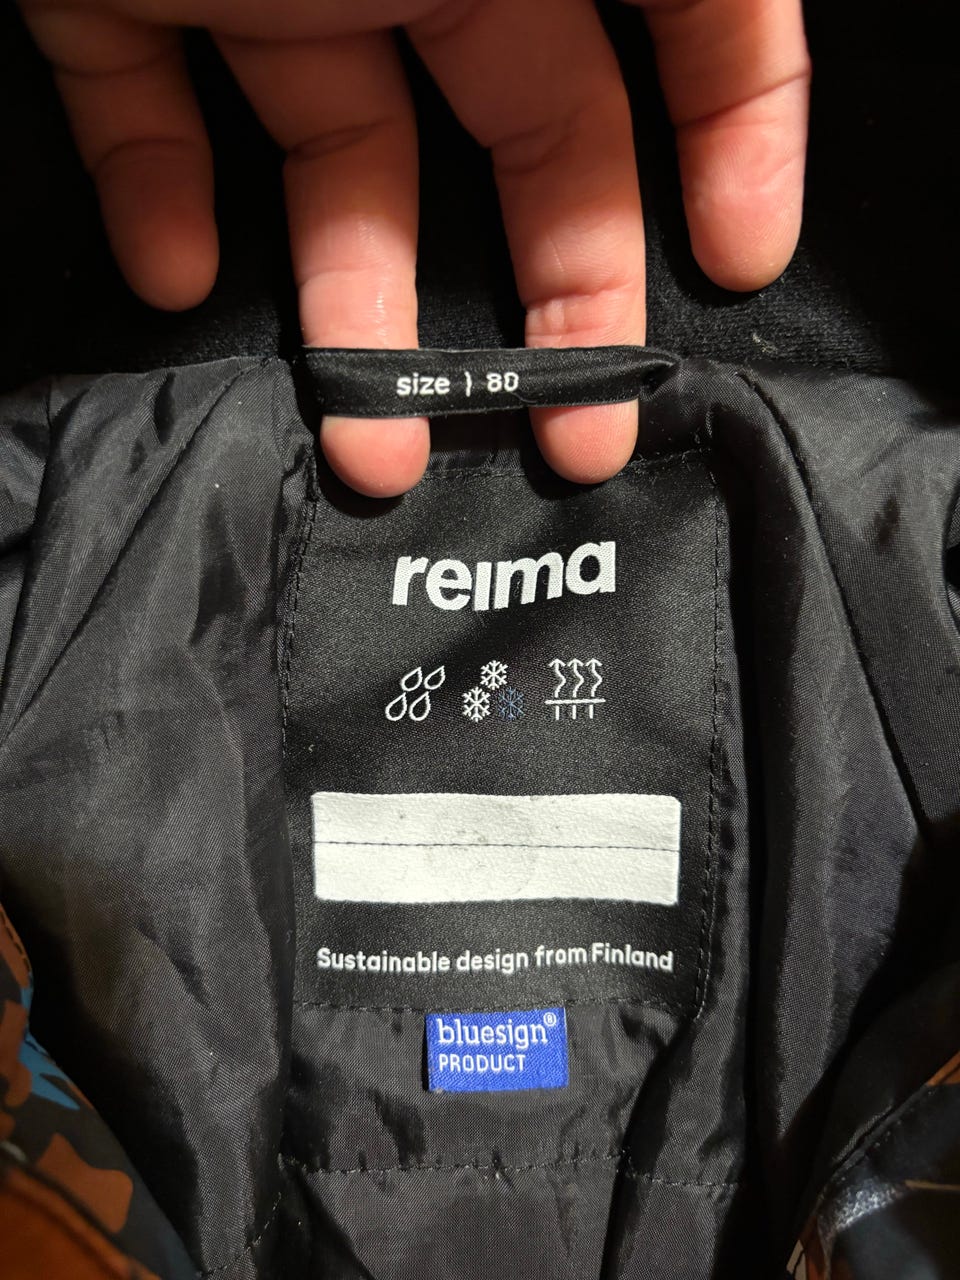 size | 80
reima
Sustainable design from Finland
bluesign®
PRODUCT